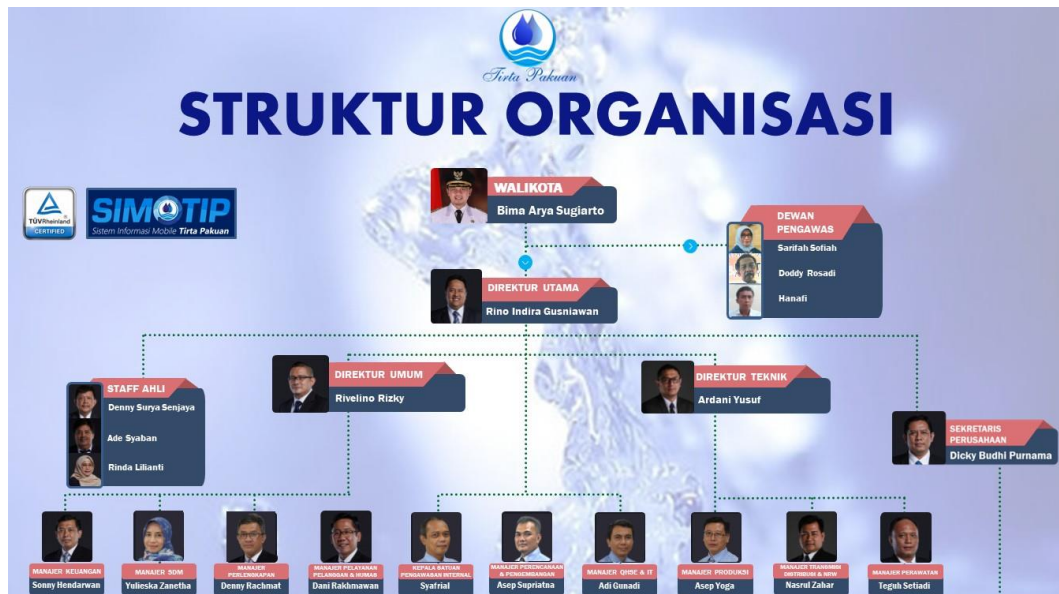 Tirta Pakuan
STRUKTUR ORGANISASI
TÜVRheinland
CERTIFIED
SIMOTIP
Sistem Informasi Mobile Tirta Pakuan
WALIKOTA
Bima Arya Sugiarto
DEWAN
PENGAWAS
Sarifah Sofiah
Doddy Rosadi
Hanafi
DIREKTUR UTAMA
Rino Indira Gusniawan
STAFF AHLI
Denny Surya Senjaya
Ade Syaban
Rinda Lilianti
DIREKTUR UMUM
Rivelino Rizky
DIREKTUR TEKNIK
Ardani Yusuf
SEKRETARIS
PERUSAHAAN
Dicky Budhi Purnama
MANAJER KEUANGAN
Sonny Hendarwan
MANAJER SDM
Yulieska Zanetha
MANAJER
PERLENGKAPAN
Denny Rachmat
MANAJER PELAYANAN
PELANGGAN & HUMAS
Dani Rakhmawan
KEPALA SATUAN
PENGAWASAN INTERNAL
Syafrial
MANAJER PERENCANAAN
& PENGEMBANGAN
Asep Supriatna
MANAJER QHSE & IT
Adi Gunadi
MANAJER PRODUKSI
Asep Yoga
MANAJER TRANSMISI
DISTRIBUSI & NRW
Nasrul Zahar
MANAJER PERAWATAN
Teguh Setiadi